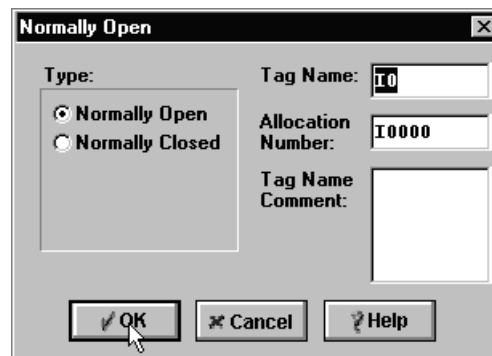 Normally Open
Type:
Normally Open
Normally Closed
Tag Name: I0
Allocation
Number: I0000
Tag Name
Comment:
OK Cancel Help